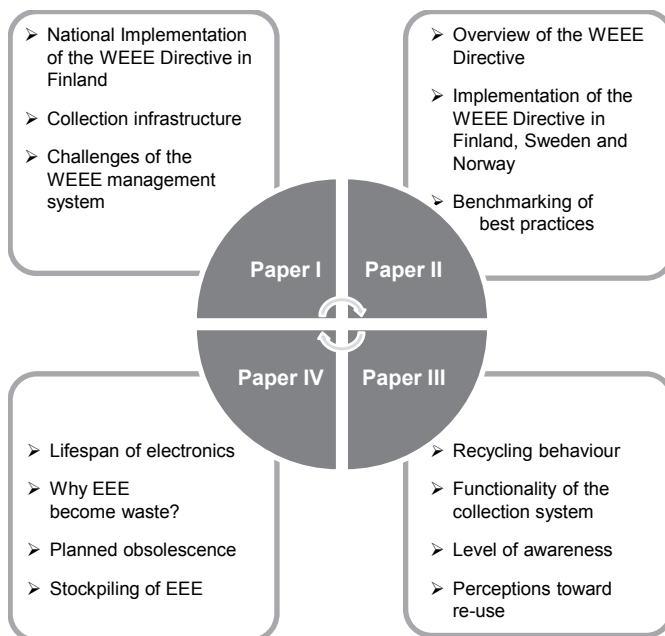 ➢ National Implementation
of the WEEE Directive in
Finland
➢ Collection infrastructure
➢ Challenges of the
WEEE management
system
➢ Overview of the WEEE
Directive
➢ Implementation of the
WEEE Directive in
Finland, Sweden and
Norway
➢ Benchmarking of
best practices
Paper I
Paper II
Paper IV
Paper III
➢ Lifespan of electronics
➢ Why EEE
become waste?
➢ Planned obsolescence
➢ Stockpiling of EEE
➢ Recycling behaviour
➢ Functionality of the
collection system
➢ Level of awareness
➢ Perceptions toward
re-use